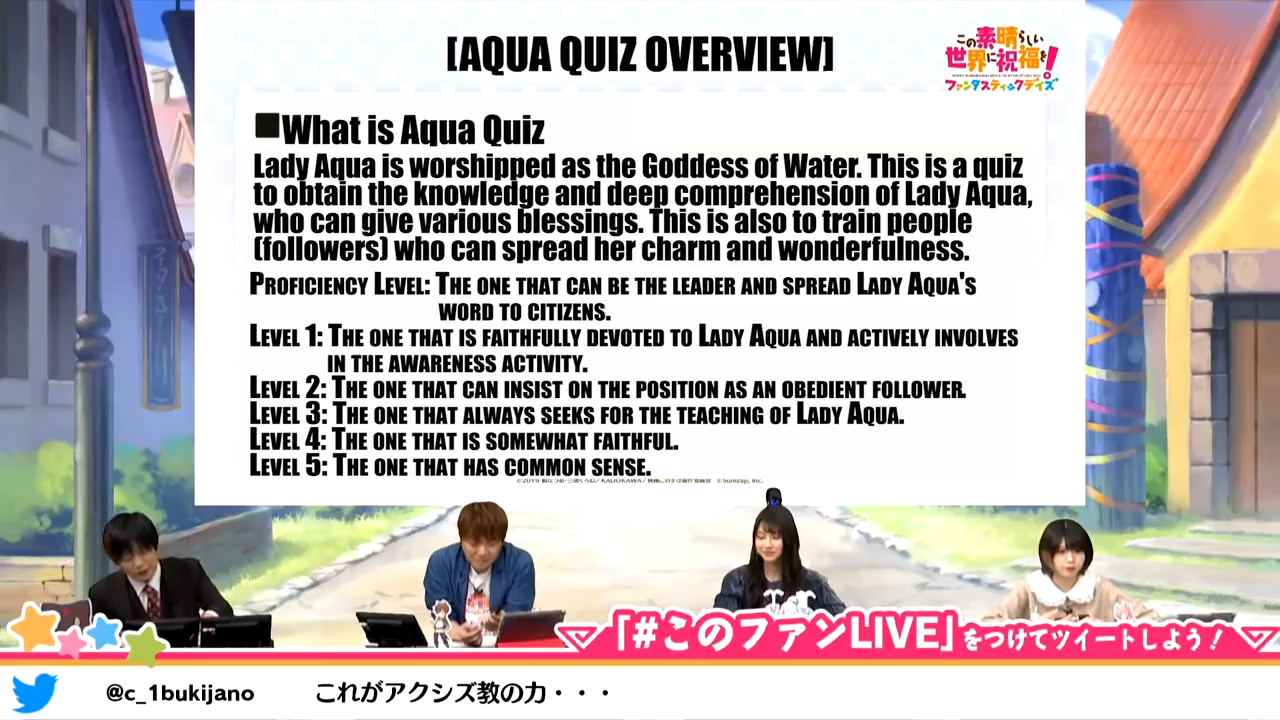 [AQUA QUIZ OVERVIEW]
この素晴らしい
世界に祝福を!
ファンタスティックデイズ
■What is Aqua Quiz
Lady Aqua is worshipped as the Goddess of Water. This is a quiz
to obtain the knowledge and deep comprehension of Lady Aqua,
who can give various blessings. This is also to train people
(followers) who can spread her charm and wonderfulness.
PROFICIENCY LEVEL: THE ONE THAT CAN BE THE LEADER AND SPREAD LADY AQUA'S
WORD TO CITIZENS.
LEVEL 1: THE ONE THAT IS FAITHFULLY DEVOTED TO LADY AQUA AND ACTIVELY INVOLVES
IN THE AWARENESS ACTIVITY.
LEVEL 2: THE ONE THAT CAN INSIST ON THE POSITION AS AN OBEDIENT FOLLOWER.
LEVEL 3: THE ONE THAT ALWAYS SEEKS FOR THE TEACHING OF LADY AQUA.
LEVEL 4: THE ONE THAT IS SOMEWHAT FAITHFUL.
LEVEL 5: THE ONE THAT HAS COMMON SENSE.
「#このファンLIVE」をつけてツイートしよう!
@c_1bukijano これがアクシズ教の力・・・